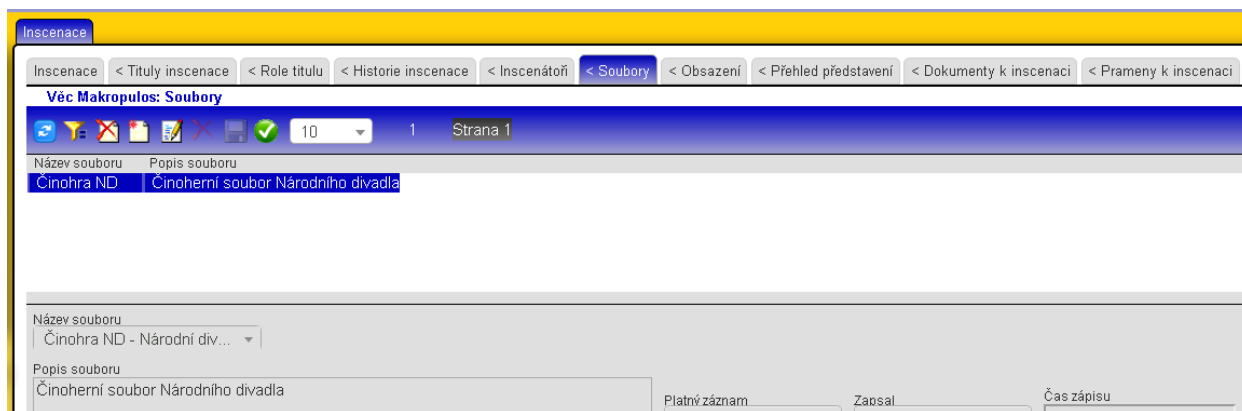 Inscenace
Inscenace < Tituly inscenace < Role titulu < Historie inscenace < Inscenátoři < Soubory < Obsazení < Přehled představení < Dokumenty k inscenaci < Prameny k inscenaci
Věc Makropulos: Soubory
10 1 Strana 1
Název souboru Popis souboru
Činohra ND Činoherní soubor Národního divadla
Název souboru
Činohra ND - Národní div...
Popis souboru
Činoherní soubor Národního divadla
Platný záznam Zapsal Čas zápisu